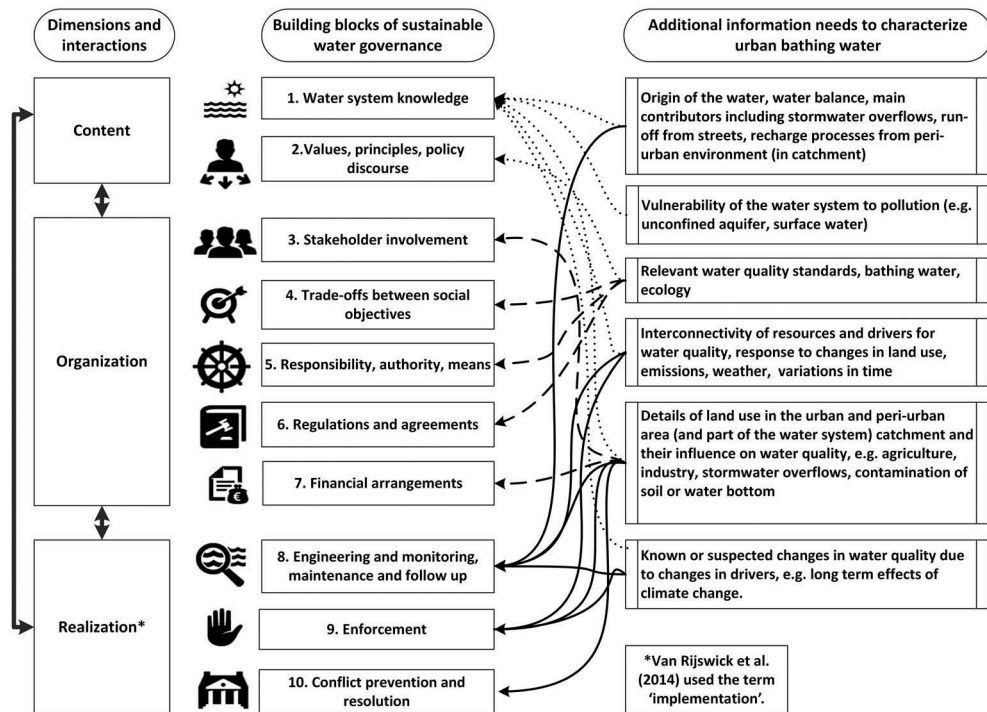 Dimensions and
interactions
Building blocks of sustainable
water governance
Additional information needs to characterize
urban bathing water
Content
Organization
Realization*
1. Water system knowledge
2.Values, principles, policy
discourse
3. Stakeholder involvement
4. Trade-offs between social
objectives
5. Responsibility, authority, means
6. Regulations and agreements
7. Financial arrangements
8. Engineering and monitoring,
maintenance and follow up
9. Enforcement
10. Conflict prevention and
resolution
Origin of the water, water balance, main
contributors including stormwater overflows, run-
off from streets, recharge processes from peri-
urban environment (in catchment)
Vulnerability of the water system to pollution (e.g.
unconfined aquifer, surface water)
Relevant water quality standards, bathing water,
ecology
Interconnectivity of resources and drivers for
water quality, response to changes in land use,
emissions, weather, variations in time
Details of land use in the urban and peri-urban
area (and part of the water system) catchment and
their influence on water quality, e.g. agriculture,
industry, stormwater overflows, contamination of
soil or water bottom
Known or suspected changes in water quality due
to changes in drivers, e.g. long term effects of
climate change.
*Van Rijswick et al.
(2014) used the term
‘implementation’.
€